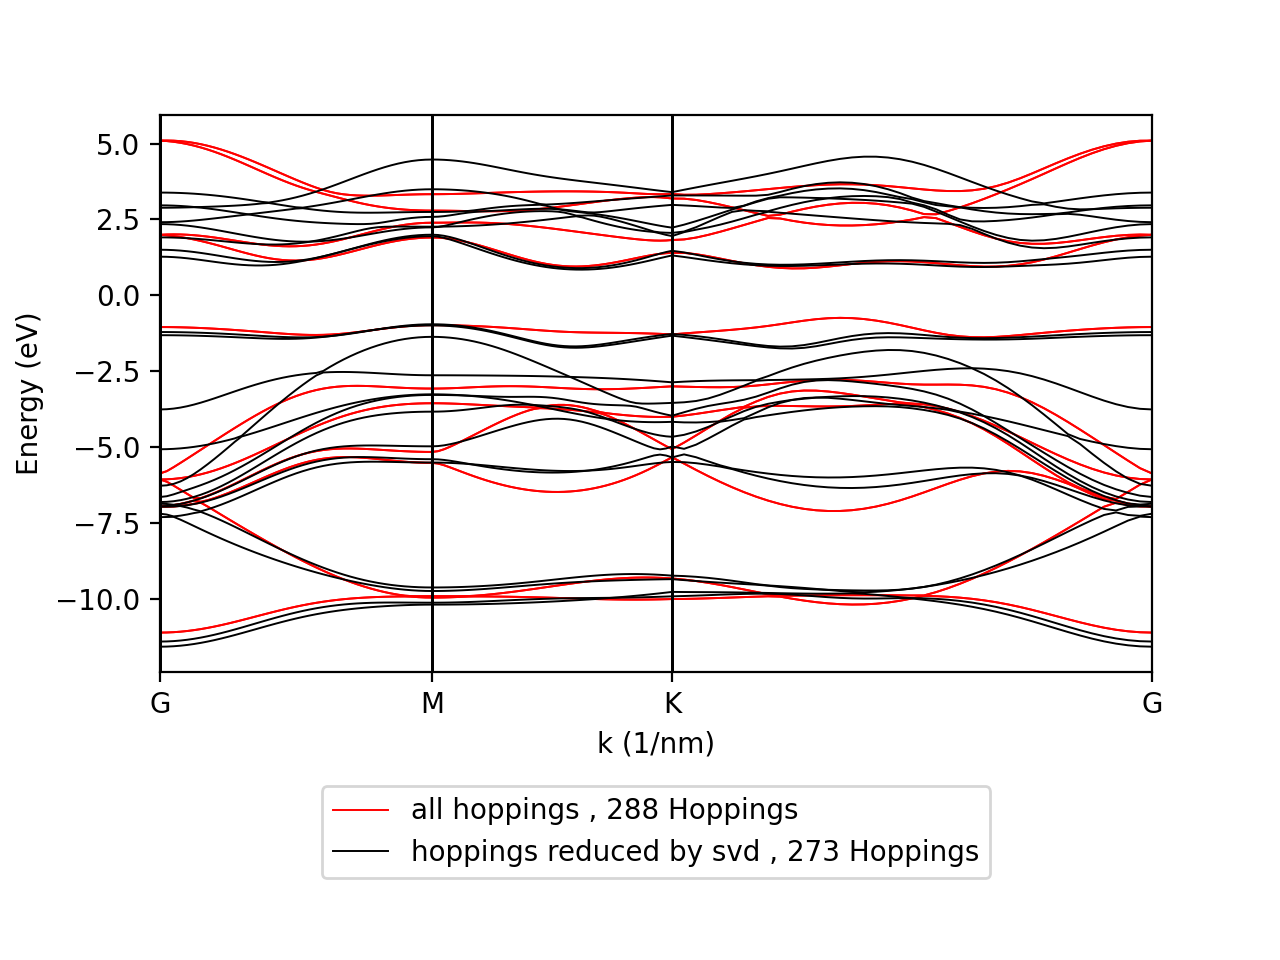 5.0
2.5
0.0
−2.5
−5.0
−7.5
−10.0
Energy (eV)
G M K G
k (1/nm)
all hoppings , 288 Hoppings
hoppings reduced by svd , 273 Hoppings